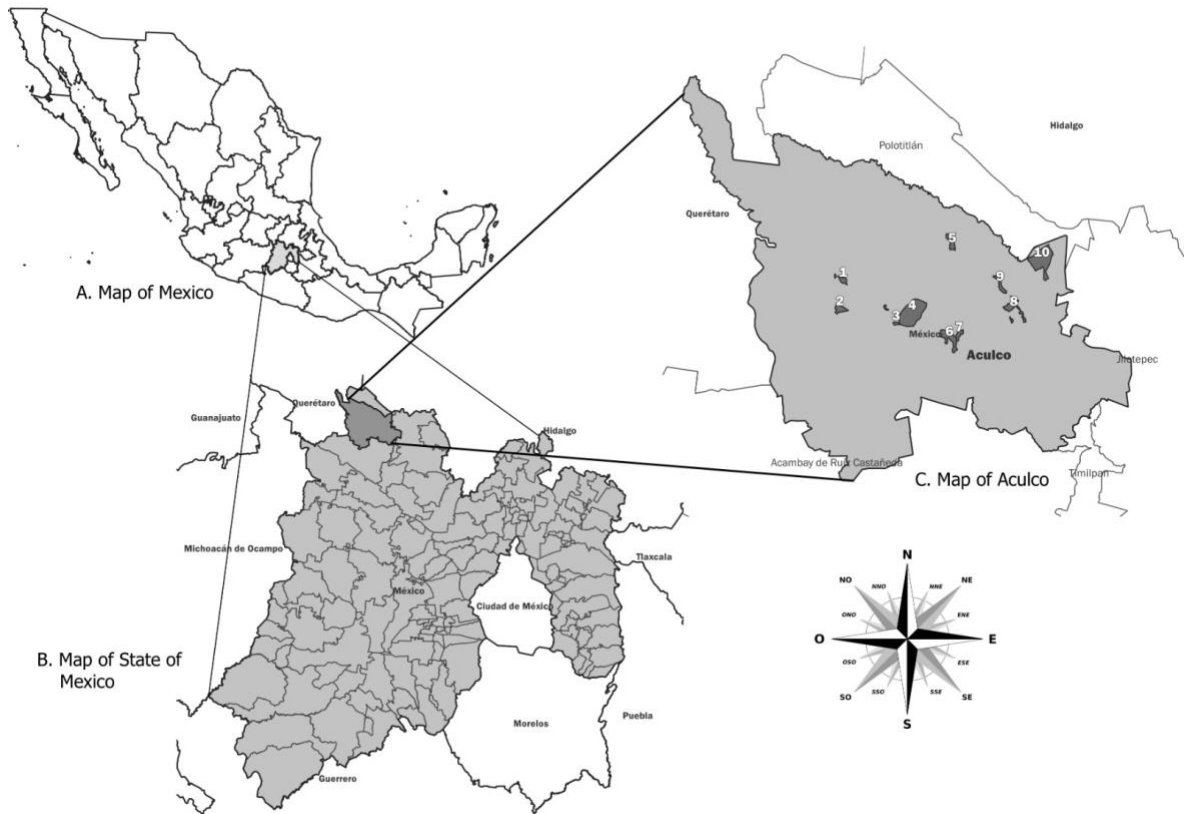 A. Map of Mexico
Hidalgo
Polotitlán
Querétaro
5
10
1
9
2
4
8
3
México
6
7
Aculco
Jilotepec
Acambay de Ruíz Castañeda
Timilpan
C. Map of Aculco
Querétaro
Guanajuato
Hidalgo
Michoacán de Ocampo
Tlaxcala
México
Ciudad de México
B. Map of State of
Mexico
Morelos
Puebla
Guerrero
N
NO
NNO
NNE
NE
ONO
ENE
O
E
OSO
ESE
SO
SSO
SSE
SE
S